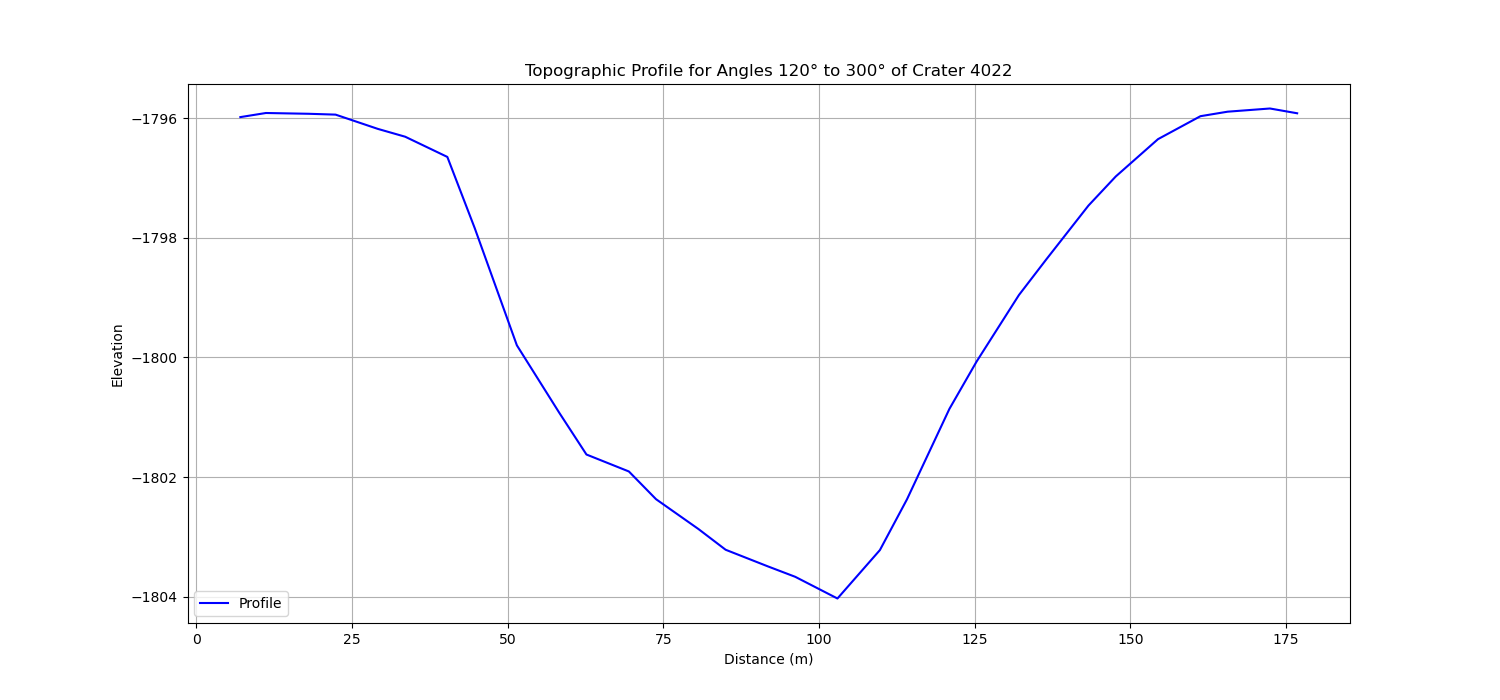 Topographic Profile for Angles 120° to 300° of Crater 4022
−1796
−1798
−1800
−1802
−1804
Elevation
Profile
0 25 50 75 100 125 150 175
Distance (m)